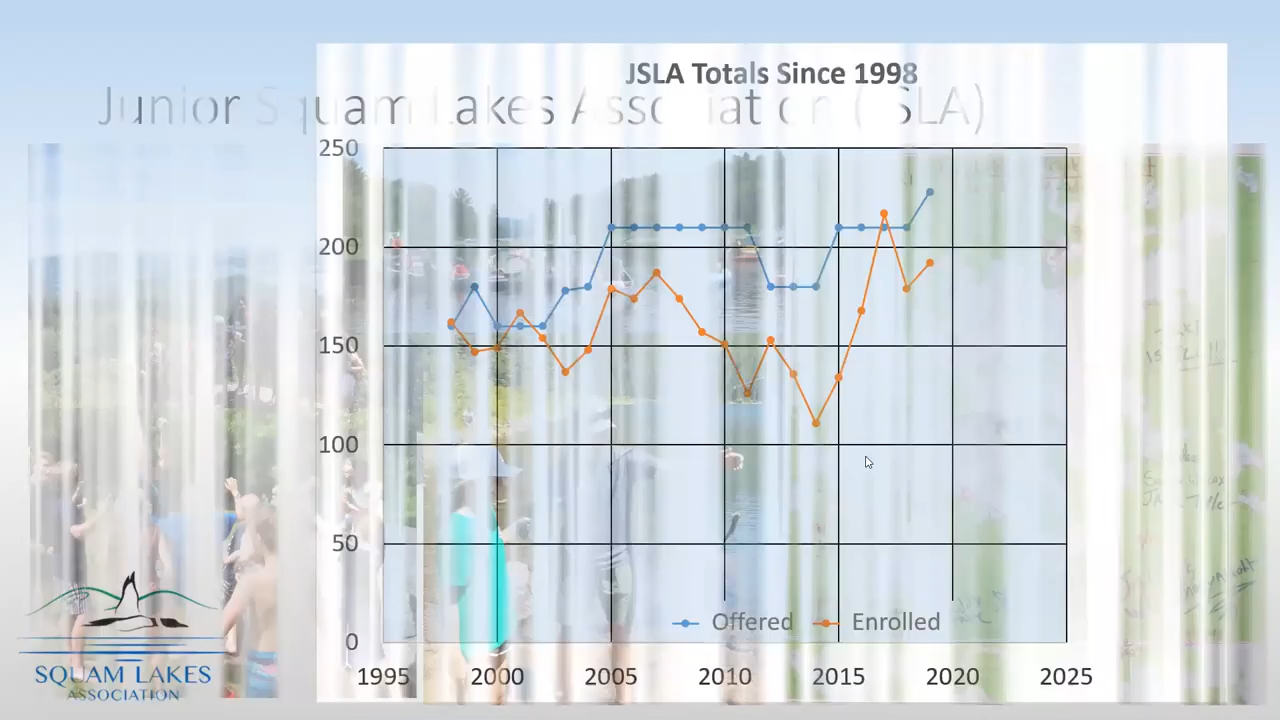 JSLA Totals Since 1998
Junior Squam Lakes Association (JSLA)
250
200
150
100
50
0
Offered
Enrolled
1995 2000 2005 2010 2015 2020 2025
SQUAM LAKES
ASSOCIATION